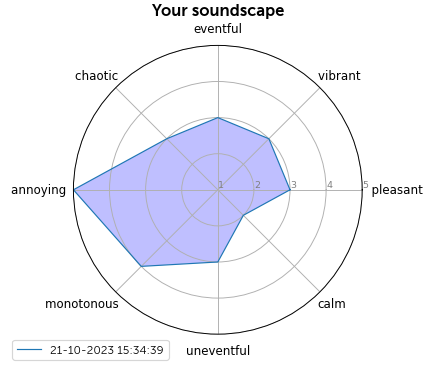 Your soundscape
eventful
chaotic
vibrant
annoying
1
2
3
4
5
pleasant
monotonous
calm
uneventful
21-10-2023 15:34:39